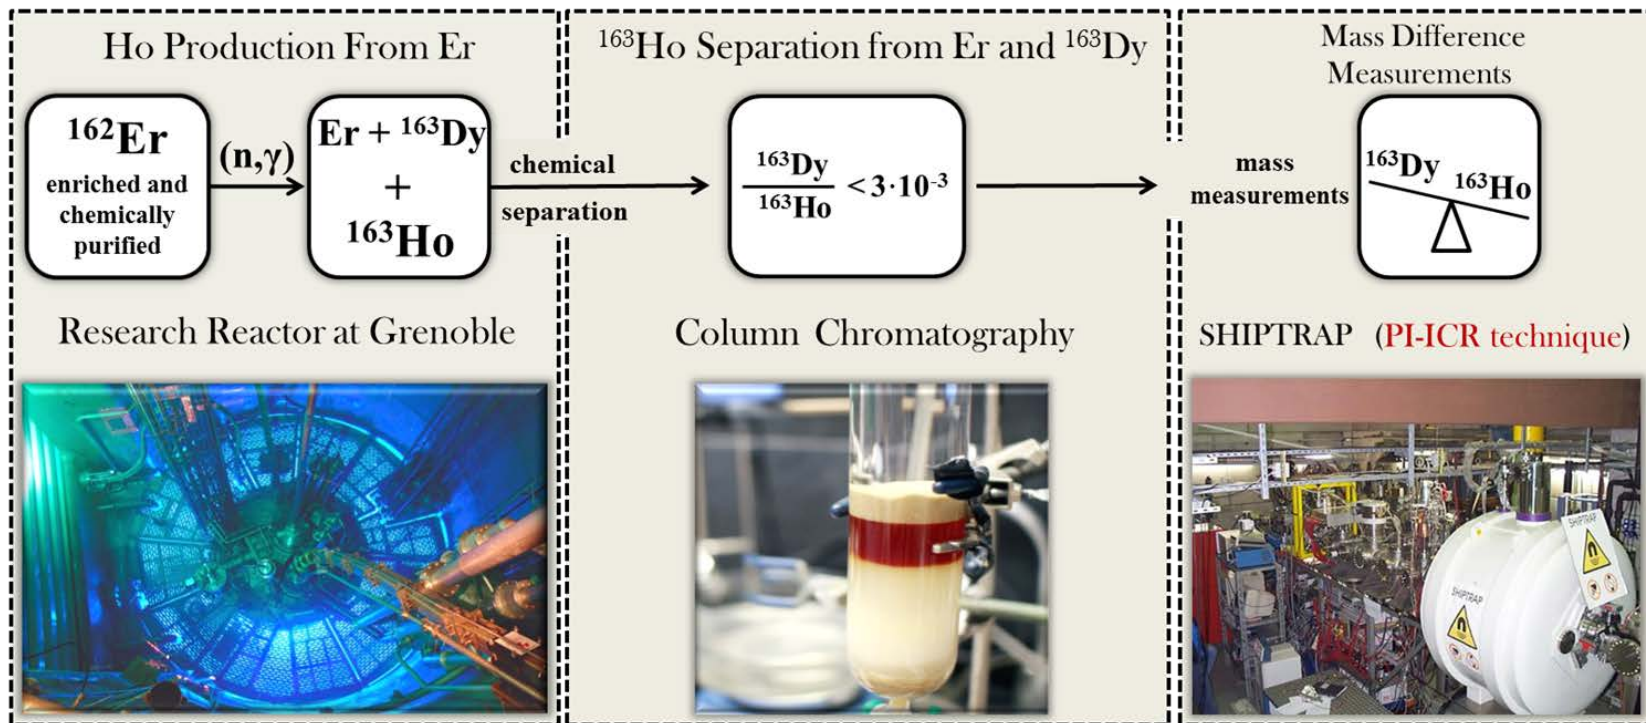 Ho Production From Er
¹⁶²Er
enriched and
chemically
purified
(n,γ)
Er + ¹⁶³Dy
+
¹⁶³Ho
Research Reactor at Grenoble
¹⁶³Ho Separation from Er and ¹⁶³Dy
chemical
separation
¹⁶³Dy
¹⁶³Ho
< 3·10⁻³
Column Chromatography
Mass Difference
Measurements
mass
measurements
¹⁶³Dy
¹⁶³Ho
SHIPTRAP (PI-ICR technique)
SHIPTRAP
SHIPTRAP